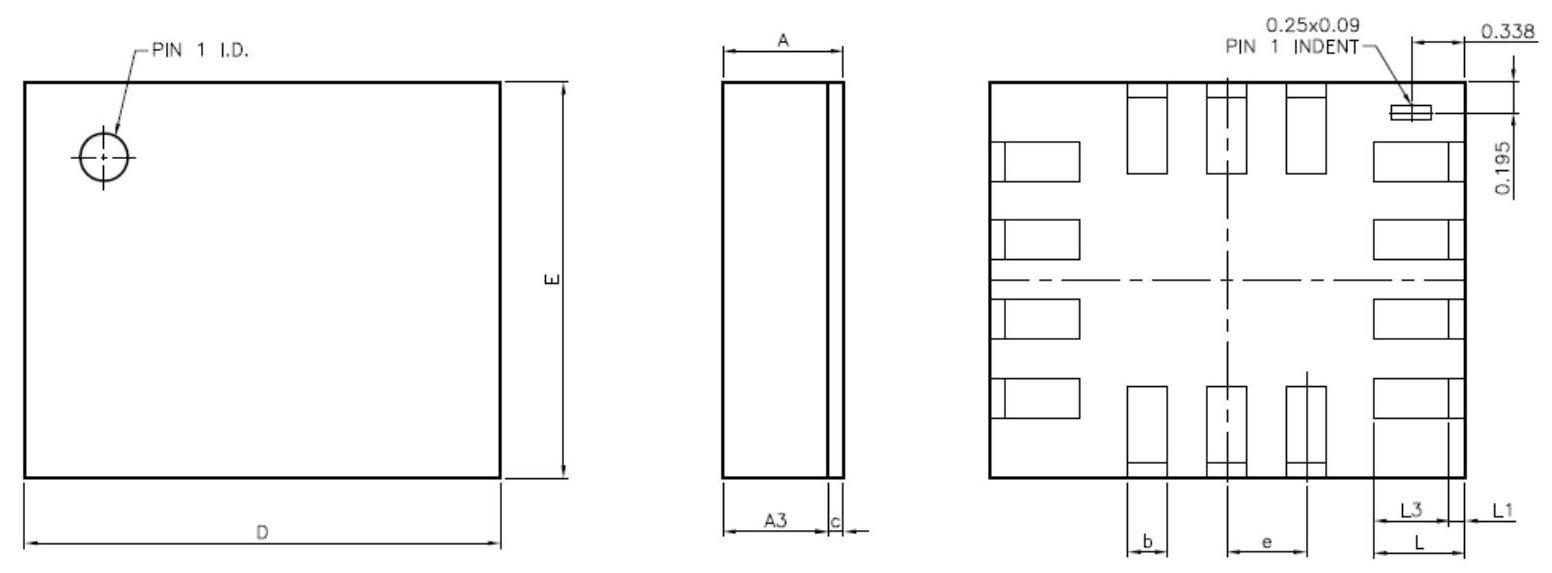 PIN 1 I.D.
A
0.25x0.09
PIN 1 INDENT
0.338
0.195
E
D
A3
c
b
e
L3
L1
L